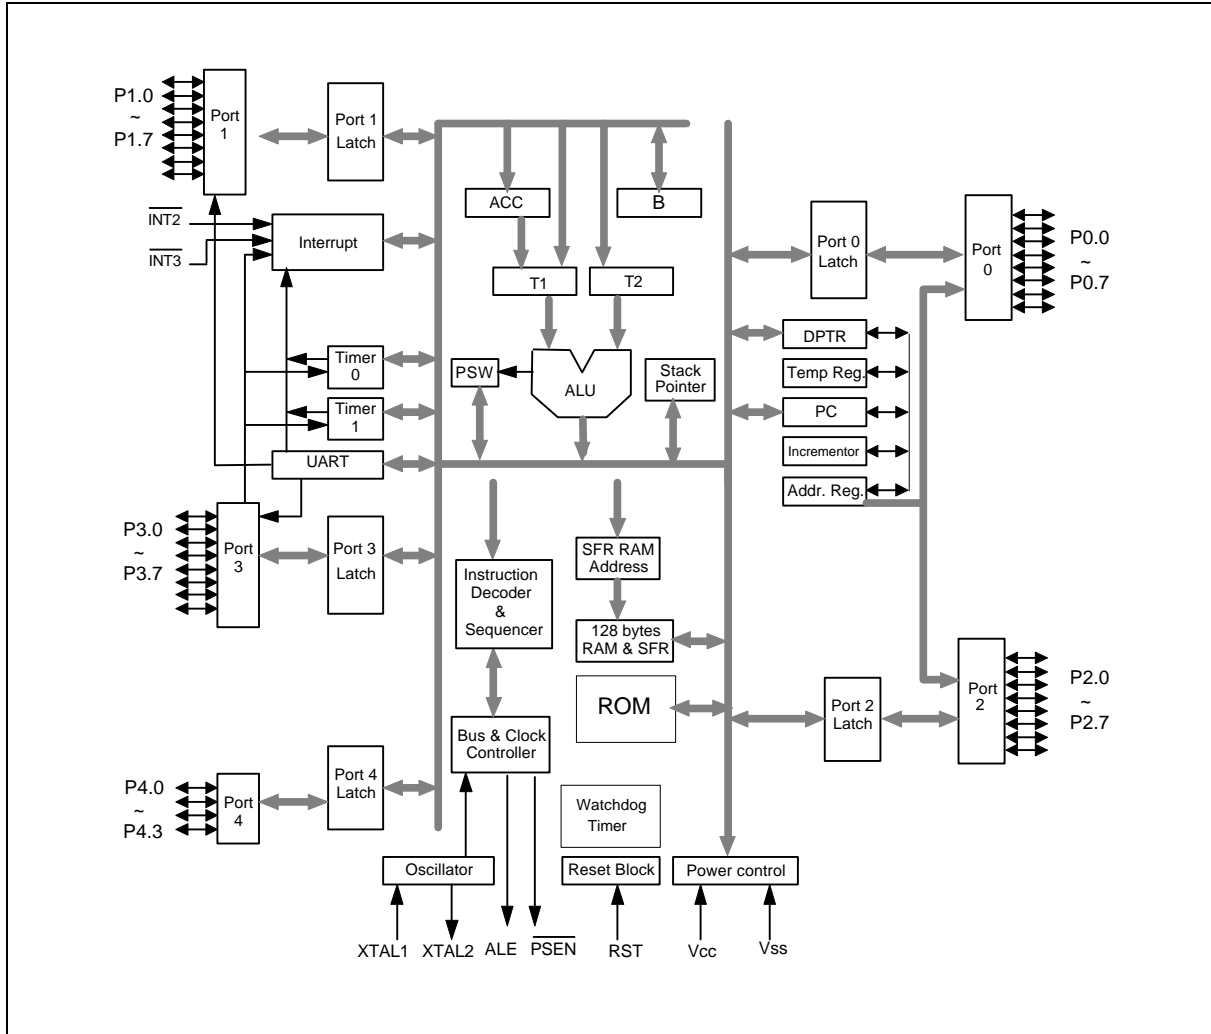 P1.0
~
P1.7
Port
1
Port 1
Latch
INT2
INT3
Interrupt
ACC
B
T1
T2
PSW
ALU
Stack
Pointer
Timer
0
Timer
1
UART
P3.0
~
P3.7
Port
3
Port 3
Latch
P4.0
~
P4.3
Port
4
Port 4
Latch
Instruction
Decoder
&
Sequencer
Bus & Clock
Controller
SFR RAM
Address
128 bytes
RAM & SFR
ROM
Watchdog
Timer
Oscillator
Reset Block
Power control
XTAL1
XTAL2
ALE
PSEN
RST
Vcc
Vss
Port 0
Latch
Port
0
P0.0
~
P0.7
DPTR
Temp Reg.
PC
Incrementor
Addr. Reg.
Port 2
Latch
Port
2
P2.0
~
P2.7